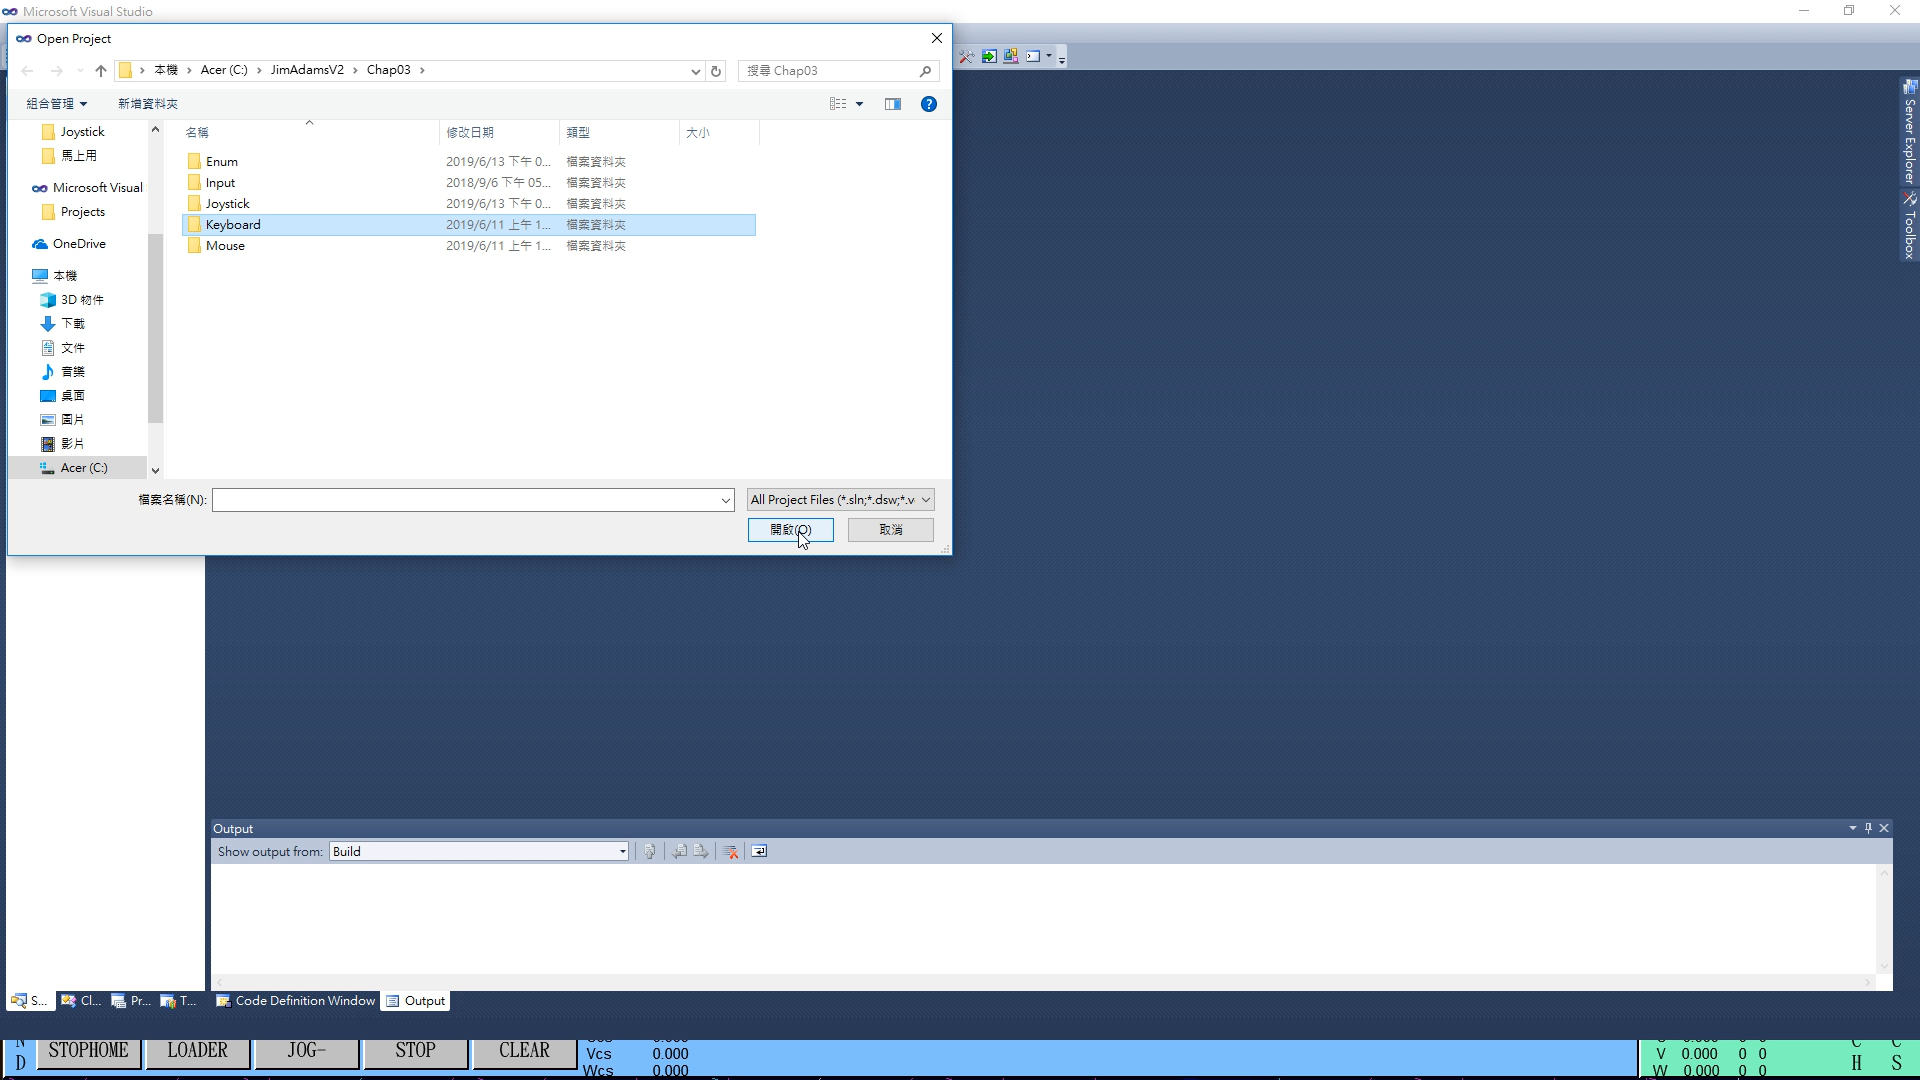 Microsoft Visual Studio
Open Project
本機 › Acer (C:) › JimAdamsV2 › Chap03 ›
搜尋 Chap03
組合管理
新增資料夾
名稱 修改日期 類型 大小
Enum 2019/6/13 下午 0... 檔案資料夾
Input 2018/9/6 下午 05... 檔案資料夾
Joystick 2019/6/13 下午 0... 檔案資料夾
Keyboard 2019/6/11 上午 1... 檔案資料夾
Mouse 2019/6/11 上午 1... 檔案資料夾
Joystick
馬上用
Microsoft Visual
Projects
OneDrive
本機
3D 物件
下載
文件
音樂
桌面
圖片
影片
Acer (C:)
檔案名稱(N):
All Project Files (*.sln;*.dsw;*.v
開啟(O)
取消
Server Explorer
Toolbox
Output
Show output from: Build
S...
Cl...
Pr...
T...
Code Definition Window
Output
D
STOPHOME
LOADER
JOG-
STOP
CLEAR
Vcs 0.000
Wcs 0.000
V 0.000 0 0
W 0.000 0 0
H
S